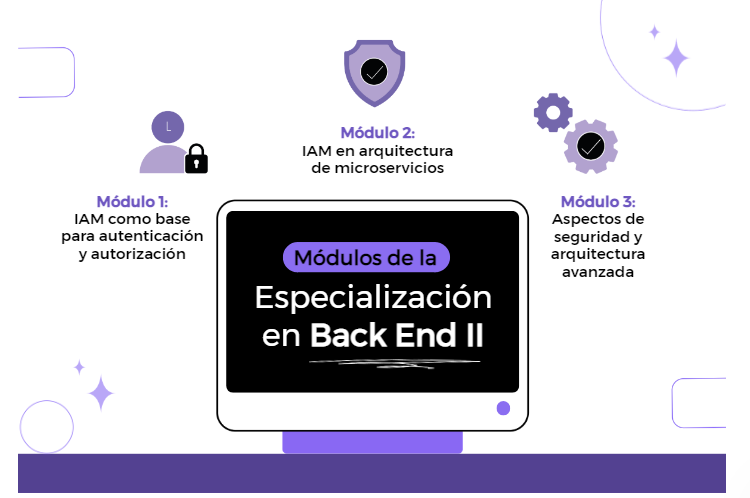 Módulo 2:
IAM en arquitectura
de microservicios
L
Módulo 1:
IAM como base
para autenticación
y autorización
Módulo 3:
Aspectos de
seguridad y
arquitectura
avanzada
Módulos de la
Especialización
en Back End II